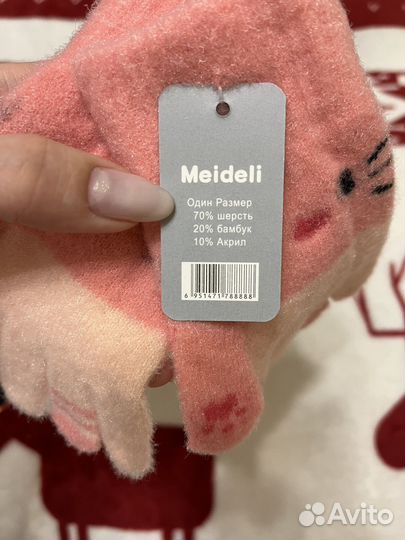 Meideli
Один Размер
70% шерсть
20% бамбук
10% Акрил
6 951471 788888
Avito